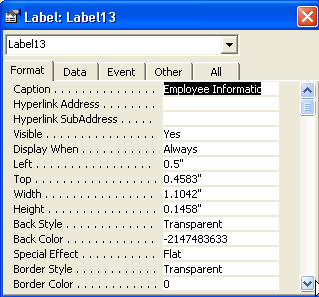 Label: Label13
Label13
Format Data Event Other All
Caption . . . . . . . . . . . . . . . . Employee Informatic
Hyperlink Address . . . . . . . . .
Hyperlink SubAddress . . . . . .
Visible . . . . . . . . . . . . . . . . . . Yes
Display When . . . . . . . . . . . . Always
Left . . . . . . . . . . . . . . . . . . . . 0.5"
Top . . . . . . . . . . . . . . . . . . . . 0.4583"
Width . . . . . . . . . . . . . . . . . . 1.1042"
Height . . . . . . . . . . . . . . . . . 0.1458"
Back Style . . . . . . . . . . . . . . Transparent
Back Color . . . . . . . . . . . . . . -2147483633
Special Effect . . . . . . . . . . . . Flat
Border Style . . . . . . . . . . . . . Transparent
Border Color . . . . . . . . . . . . . 0